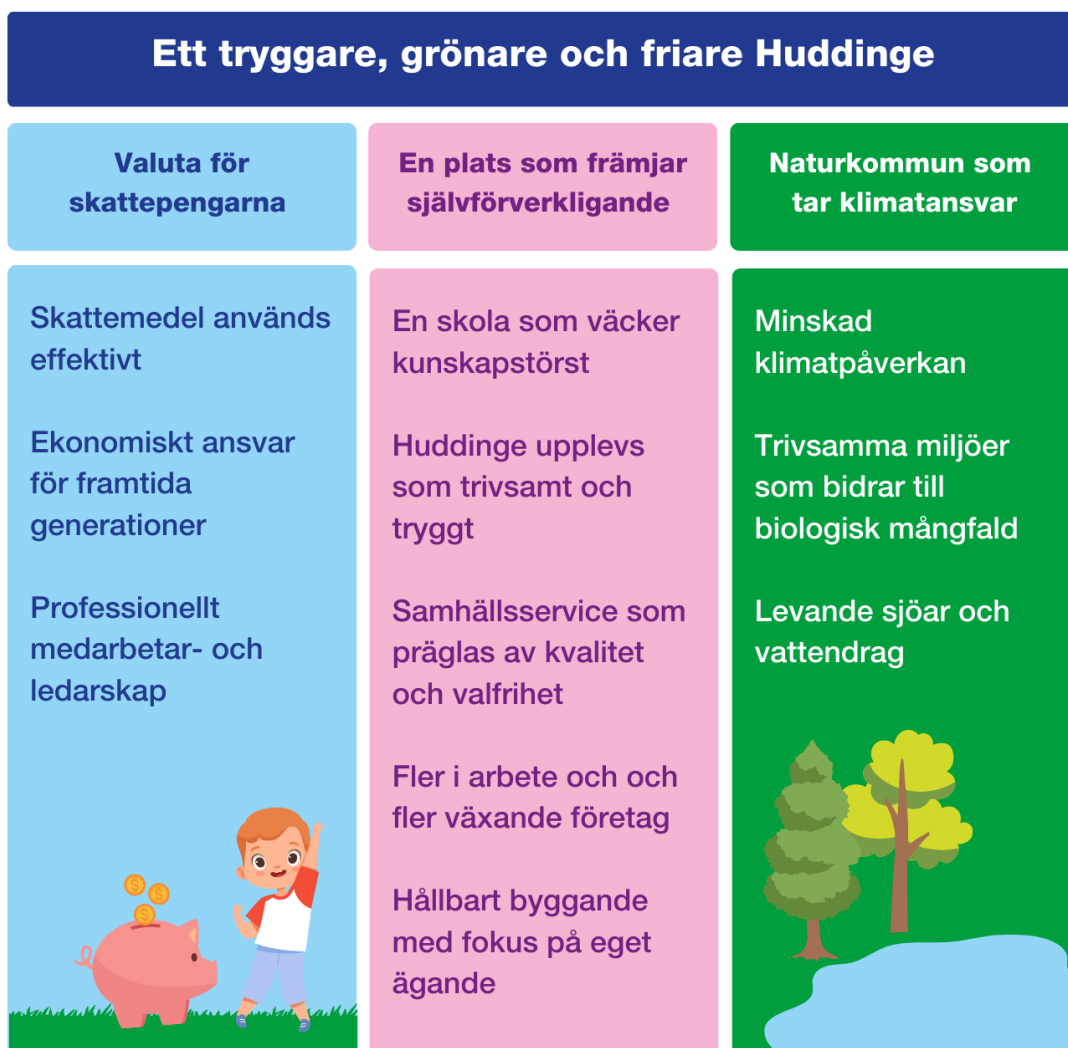 Ett tryggare, grönare och friare Huddinge
Valuta för
skattepengarna
Skattemedel används
effektivt
Ekonomiskt ansvar
för framtida
generationer
Professionellt
medarbetar- och
ledarskap
En plats som främjar
självförverkligande
En skola som väcker
kunskapstörst
Huddinge upplevs
som trivsamt och
tryggt
Samhällsservice som
präglas av kvalitet
och valfrihet
Fler i arbete och och
fler växande företag
Hållbart byggande
med fokus på eget
ägande
Naturkommun som
tar klimatansvar
Minskad
klimatpåverkan
Trivsamma miljöer
som bidrar till
biologisk mångfald
Levande sjöar och
vattendrag